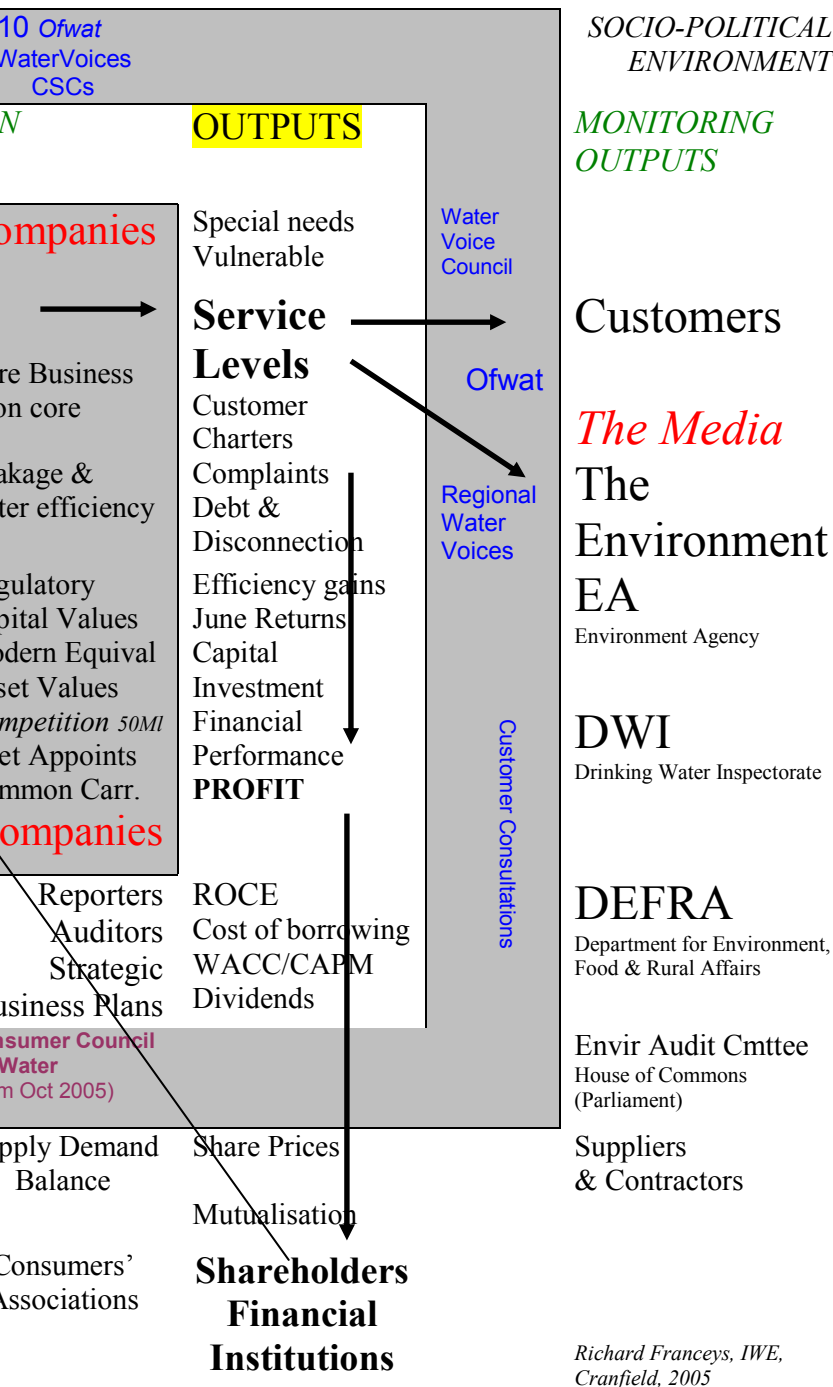 10 Ofwat
WaterVoices
CSCs
N
ompanies
re Business
on core
akage &
ter efficiency
gulatory
pital Values
odern Equival
set Values
mpetition 50Ml
et Appoints
mmon Carr.
ompanies
Reporters
Auditors
Strategic
usiness Plans
nsumer Council
Water
m Oct 2005)
pply Demand
Balance
Consumers’
Associations
OUTPUTS
Special needs
Vulnerable
Service
Levels
Customer
Charters
Complaints
Debt &
Disconnection
Efficiency gains
June Returns
Capital
Investment
Financial
Performance
PROFIT
ROCE
Cost of borrowing
WACC/CAPM
Dividends
Share Prices
Mutualisation
Shareholders
Financial
Institutions
Water
Voice
Council
Ofwat
Regional
Water
Voices
Customer Consultations
SOCIO-POLITICAL
ENVIRONMENT
MONITORING
OUTPUTS
Customers
The Media
The
Environment
EA
Environment Agency
DWI
Drinking Water Inspectorate
DEFRA
Department for Environment,
Food & Rural Affairs
Envir Audit Cmttee
House of Commons
(Parliament)
Suppliers
& Contractors
Richard Franceys, IWE,
Cranfield, 2005